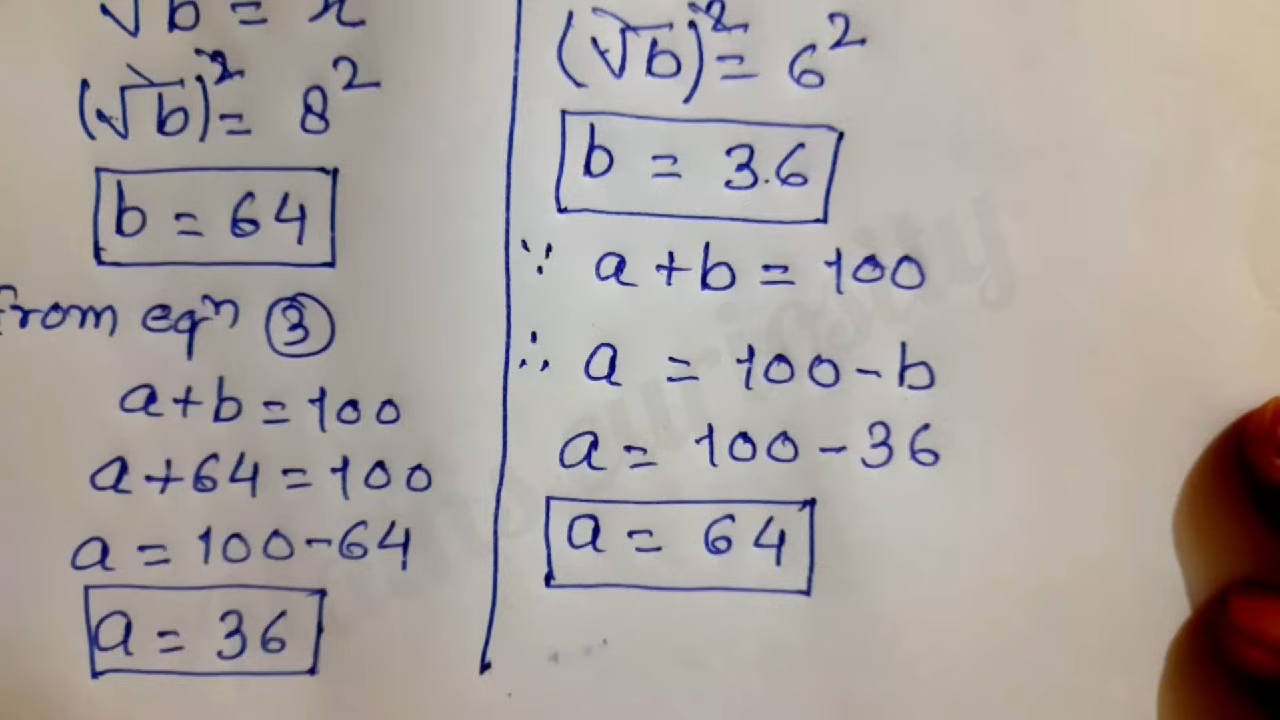 √b = x
(√b)² = 8²
b = 64
from eqⁿ ③
a + b = 100
a + 64 = 100
a = 100 - 64
a = 36
(√b)² = 6²
b = 3.6
∵ a + b = 100
∴ a = 100 - b
a = 100 - 36
a = 64